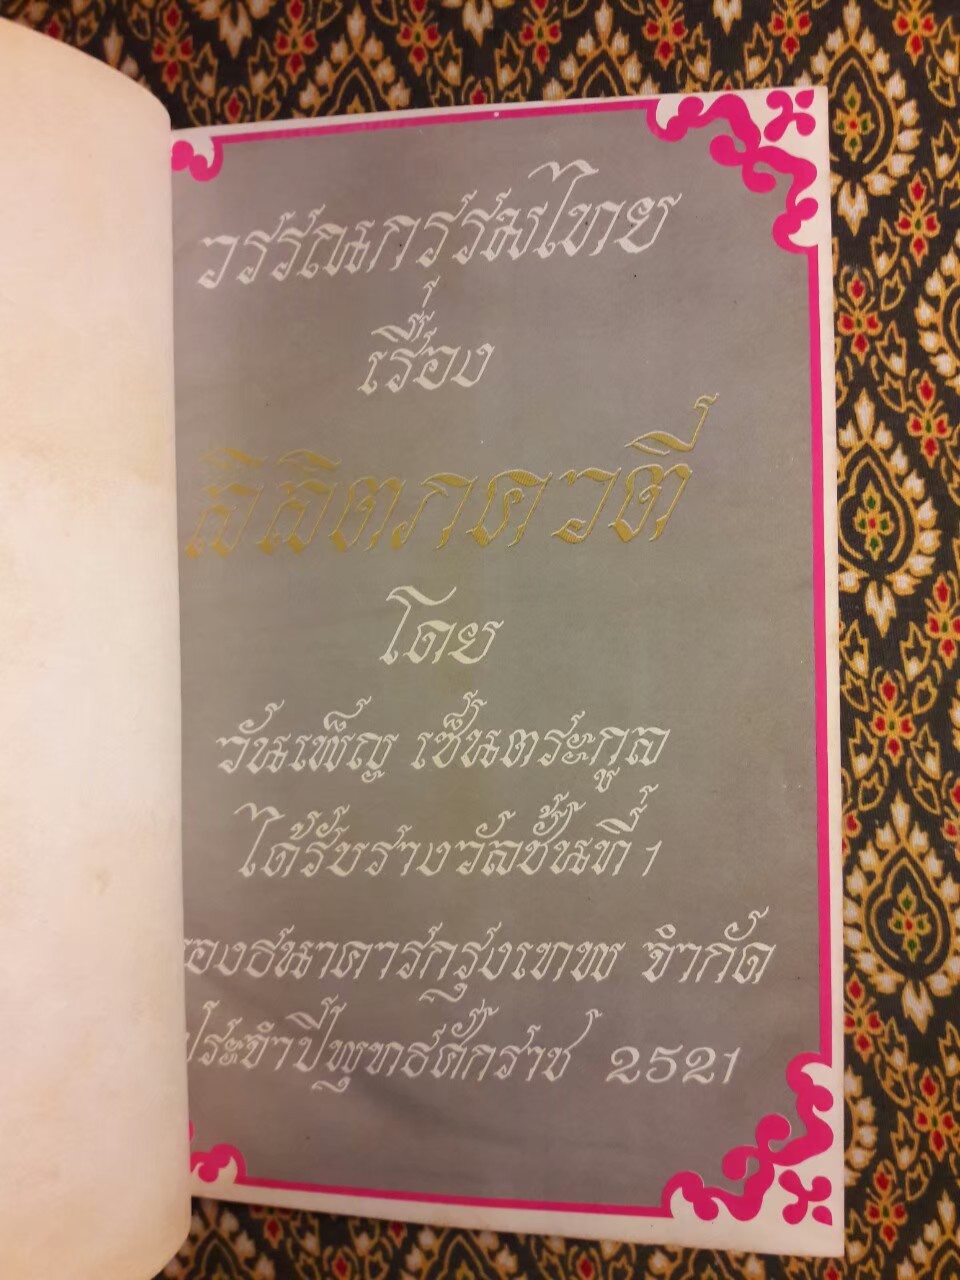 วรรณกรรมไทย
เรื่อง
ลิลิตภควตี
โดย
วันเพ็ญ เซ็นตระกูล
ได้รับรางวัลชั้นที่ 1
ของธนาคารกรุงเทพ จำกัด
ประจำปีพุทธศักราช 2521